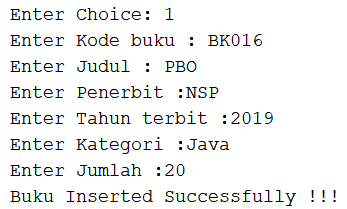 Enter Choice: 1
Enter Kode buku : BK016
Enter Judul : PBO
Enter Penerbit :NSP
Enter Tahun terbit :2019
Enter Kategori :Java
Enter Jumlah :20
Buku Inserted Successfully !!!